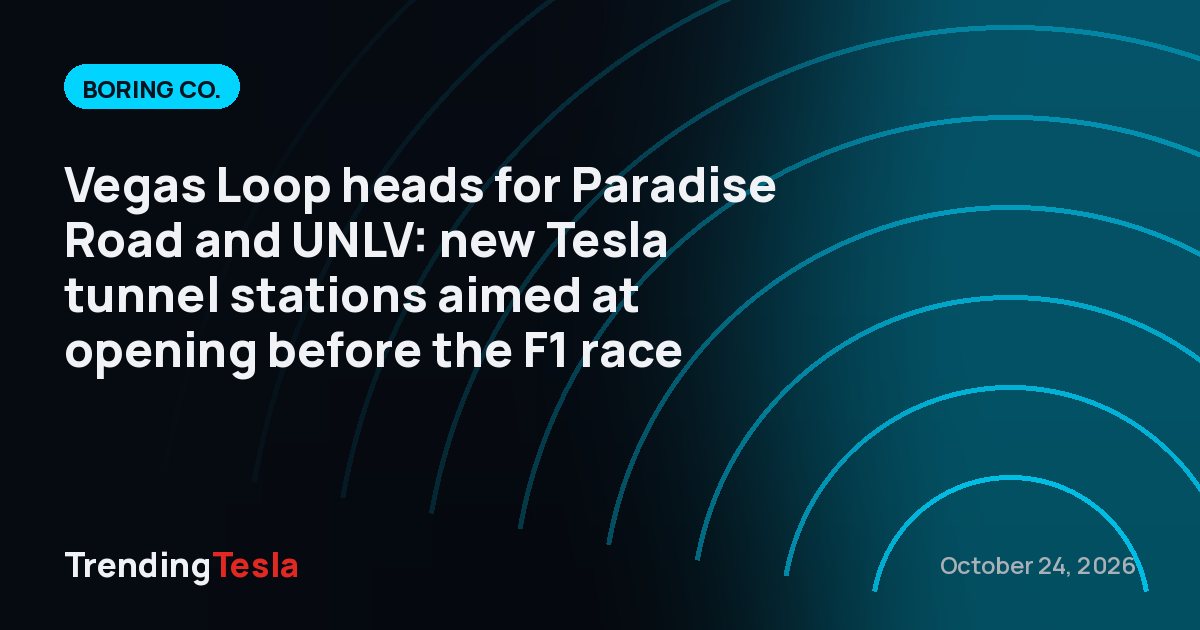 BORING CO.
Vegas Loop heads for Paradise
Road and UNLV: new Tesla
tunnel stations aimed at
opening before the F1 race
TrendingTesla
October 24, 2026